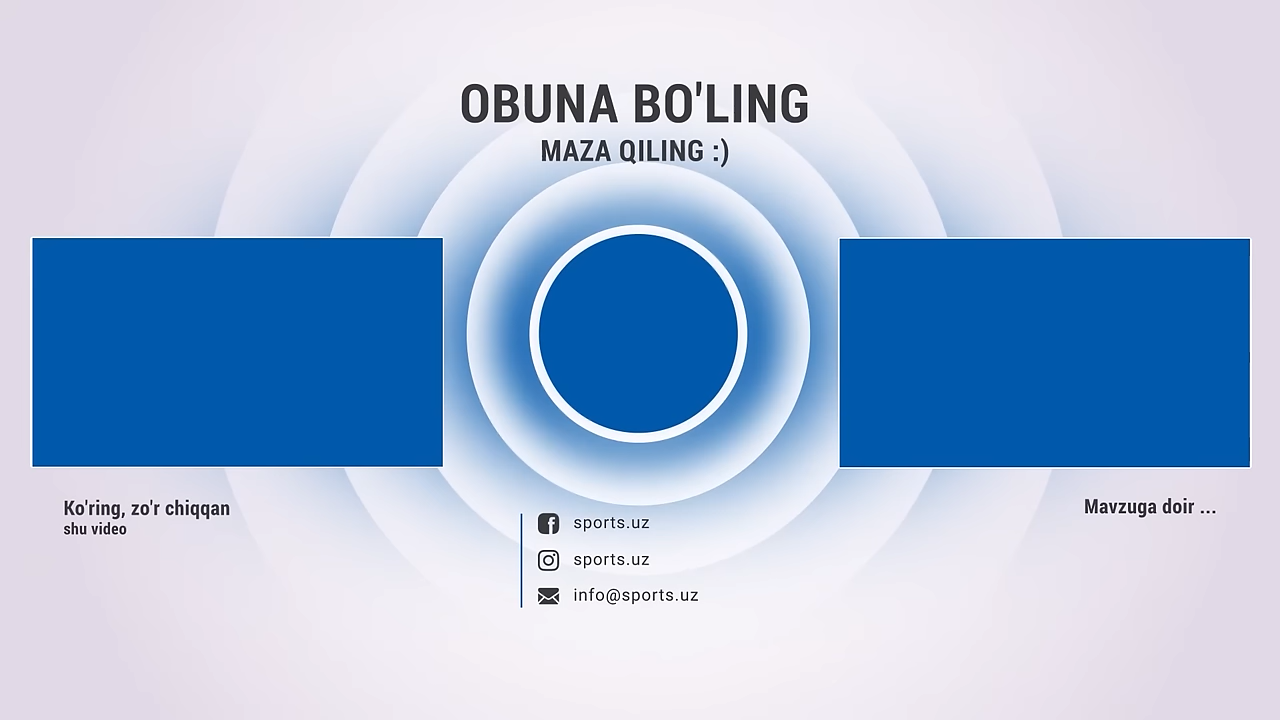 OBUNA BO'LING
MAZA QILING :)
Ko'ring, zo'r chiqqan
shu video
Mavzuga doir ...
sports.uz
sports.uz
info@sports.uz